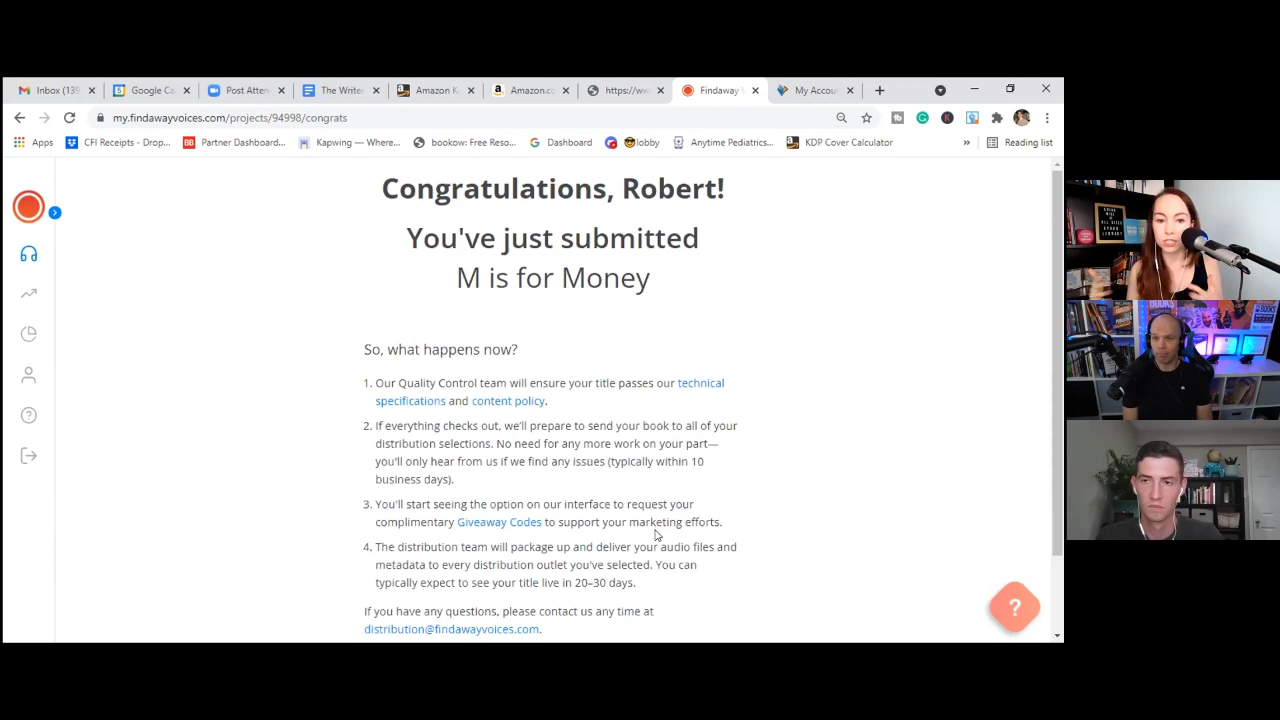 Inbox (139
Google Ca
Post Atten
The Writer
Amazon K
Amazon.co
https://ww
Findaway V
My Accoun
my.findawayvoices.com/projects/94998/congrats
Apps
CFI Receipts - Drop...
Partner Dashboard...
Kapwing — Where...
bookow: Free Reso...
Dashboard
lobby
Anytime Pediatrics...
KDP Cover Calculator
»
Reading list
Congratulations, Robert!
You've just submitted
M is for Money
So, what happens now?
1. Our Quality Control team will ensure your title passes our technical
specifications and content policy.
2. If everything checks out, we'll prepare to send your book to all of your
distribution selections. No need for any more work on your part—
you'll only hear from us if we find any issues (typically within 10
business days).
3. You'll start seeing the option on our interface to request your
complimentary Giveaway Codes to support your marketing efforts.
4. The distribution team will package up and deliver your audio files and
metadata to every distribution outlet you've selected. You can
typically expect to see your title live in 20–30 days.
If you have any questions, please contact us any time at
distribution@findawayvoices.com.
?
BOOKS